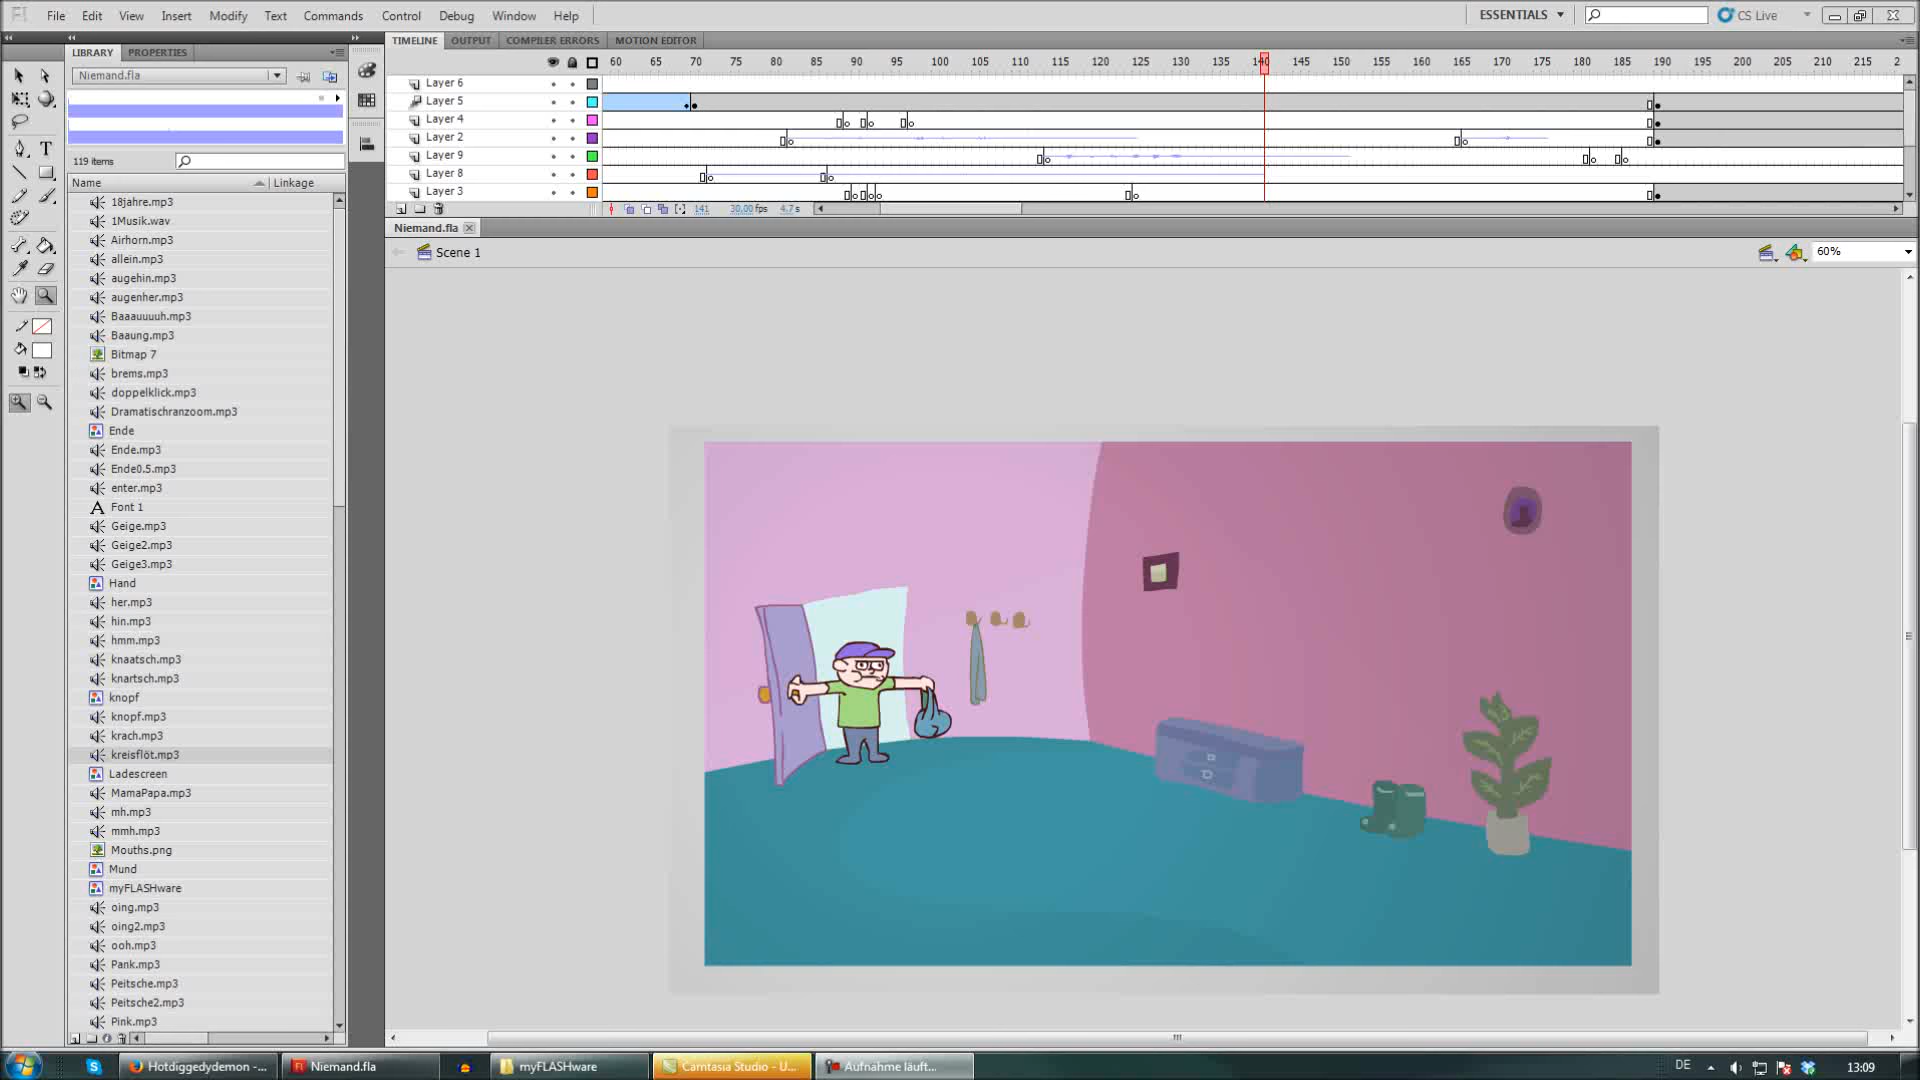 Fl File Edit View Insert Modify Text Commands Control Debug Window Help ESSENTIALS CS Live
LIBRARY PROPERTIES
Niemand.fla
119 items
Name Linkage
18jahre.mp3
1Musik.wav
Airhorn.mp3
allein.mp3
augehin.mp3
augenher.mp3
Baaauuuuh.mp3
Baaung.mp3
Bitmap 7
brems.mp3
doppelklick.mp3
Dramatischranzoom.mp3
Ende
Ende.mp3
Ende0.5.mp3
enter.mp3
Font 1
Geige.mp3
Geige2.mp3
Geige3.mp3
Hand
her.mp3
hin.mp3
hmm.mp3
knaatsch.mp3
knartsch.mp3
knopf
knopf.mp3
krach.mp3
kreisflöt.mp3
Ladescreen
MamaPapa.mp3
mh.mp3
mmh.mp3
Mouths.png
Mund
myFLASHware
oing.mp3
oing2.mp3
ooh.mp3
Pank.mp3
Peitsche.mp3
Peitsche2.mp3
Pink.mp3
TIMELINE OUTPUT COMPILER ERRORS MOTION EDITOR
60 65 70 75 80 85 90 95 100 105 110 115 120 125 130 135 140 145 150 155 160 165 170 175 180 185 190 195 200 205 210 215 2
Layer 6
Layer 5
Layer 4
Layer 2
Layer 9
Layer 8
Layer 3
141 30.00 fps 4.7 s
Niemand.fla
Scene 1 60%
Hotdiggedydemon -... Niemand.fla myFLASHware Camtasia Studio - U... Aufnahme läuft... DE 13:09